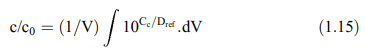 c/c₀ = (1/V) ∫ 10^{C_c/D_ref} .dV (1.15)